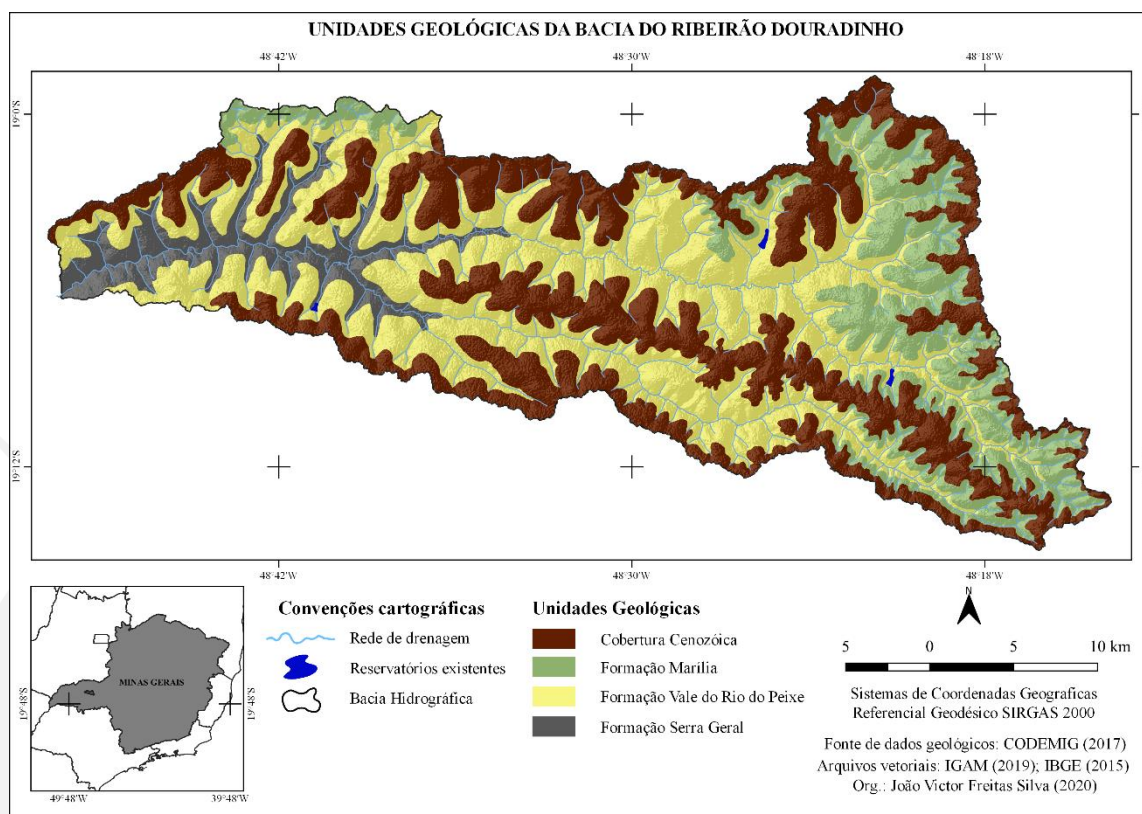 UNIDADES GEOLÓGICAS DA BACIA DO RIBEIRÃO DOURADINHO
48°42'W 48°30'W 48°18'W
19°0'S
19°12'S
48°42'W 48°30'W 48°18'W
MINAS GERAIS
19°48'S
19°48'S
49°48'W 39°48'W
Convenções cartográficas
Rede de drenagem
Reservatórios existentes
Bacia Hidrográfica
Unidades Geológicas
Cobertura Cenozóica
Formação Marília
Formação Vale do Rio do Peixe
Formação Serra Geral
N
5 0 5 10 km
Sistemas de Coordenadas Geograficas
Referencial Geodésico SIRGAS 2000
Fonte de dados geológicos: CODEMIG (2017)
Arquivos vetoriais: IGAM (2019); IBGE (2015)
Org.: João Victor Freitas Silva (2020)